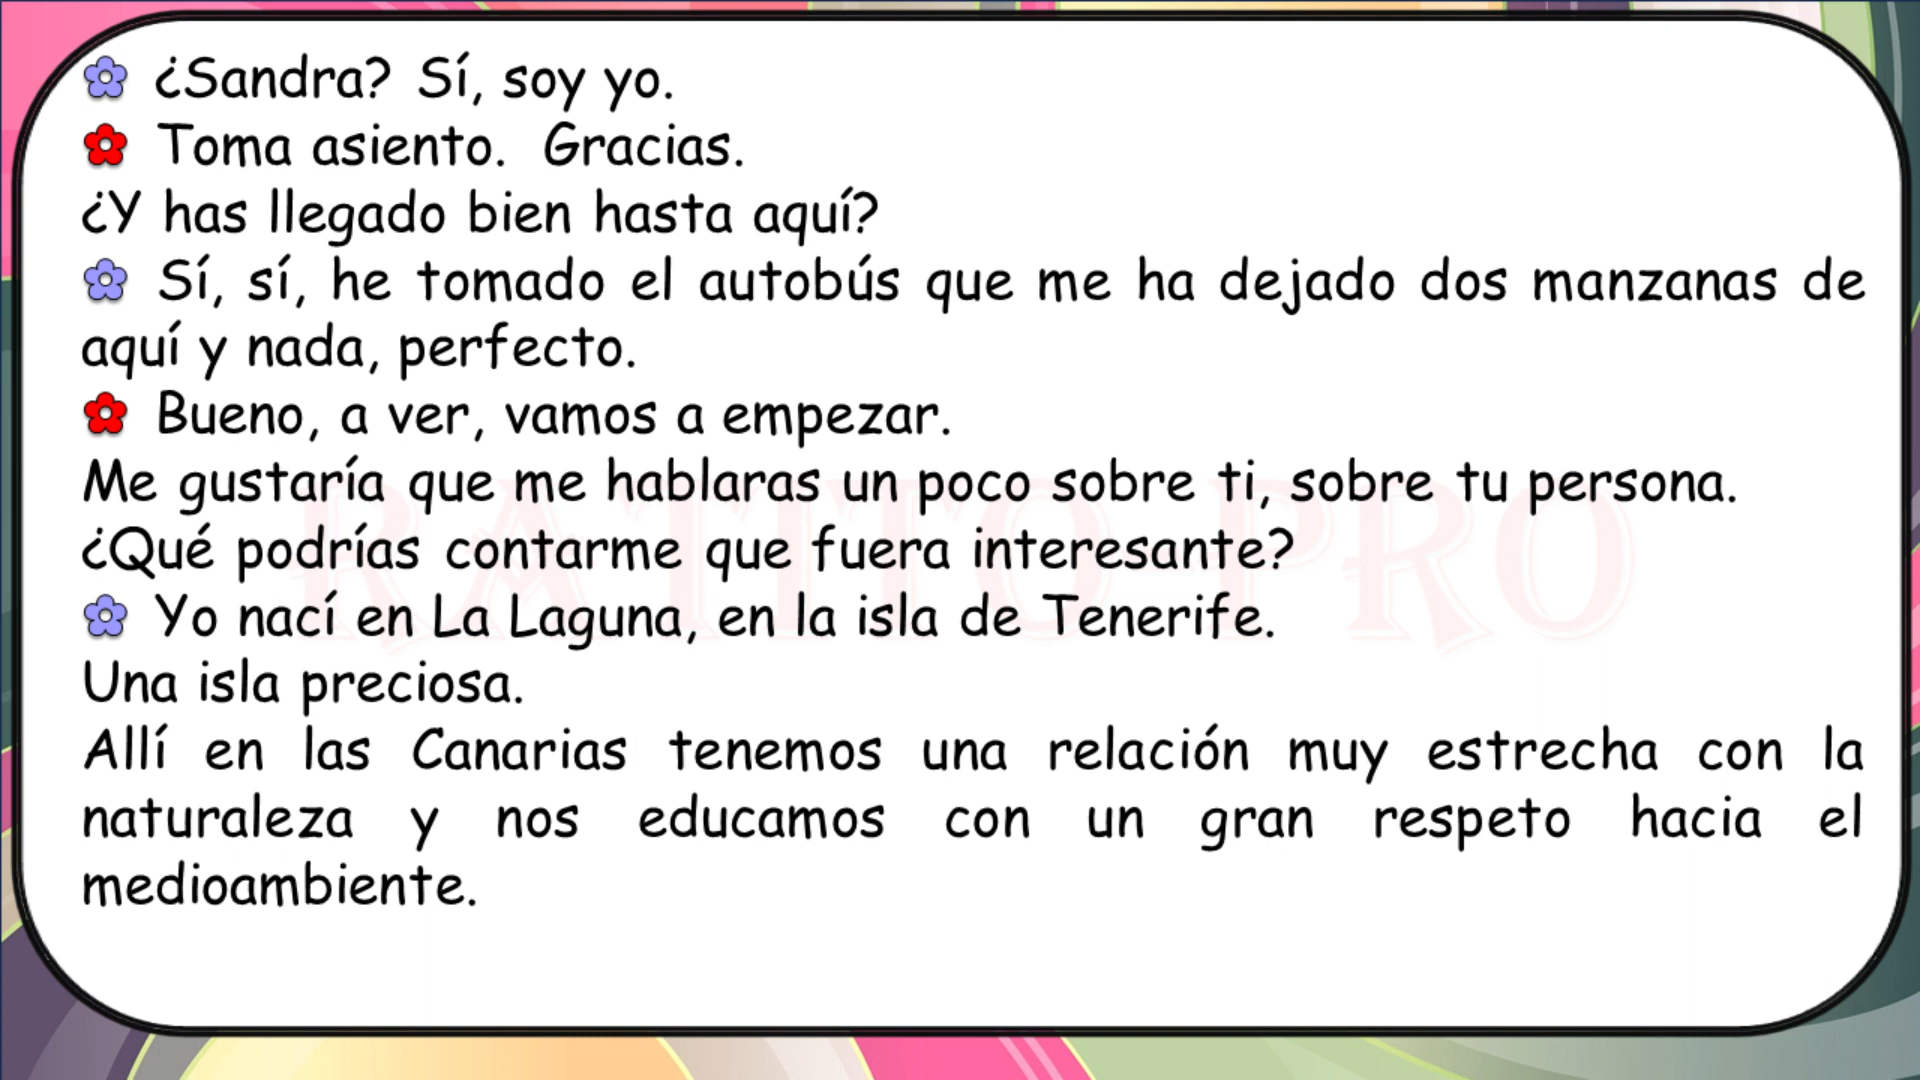 ¿Sandra? Sí, soy yo.
Toma asiento. Gracias.
¿Y has llegado bien hasta aquí?
Sí, sí, he tomado el autobús que me ha dejado dos manzanas de
aquí y nada, perfecto.
Bueno, a ver, vamos a empezar.
Me gustaría que me hablaras un poco sobre ti, sobre tu persona.
¿Qué podrías contarme que fuera interesante?
Yo nací en La Laguna, en la isla de Tenerife.
Una isla preciosa.
Allí en las Canarias tenemos una relación muy estrecha con la
naturaleza y nos educamos con un gran respeto hacia el
medioambiente.
RATITO PRO